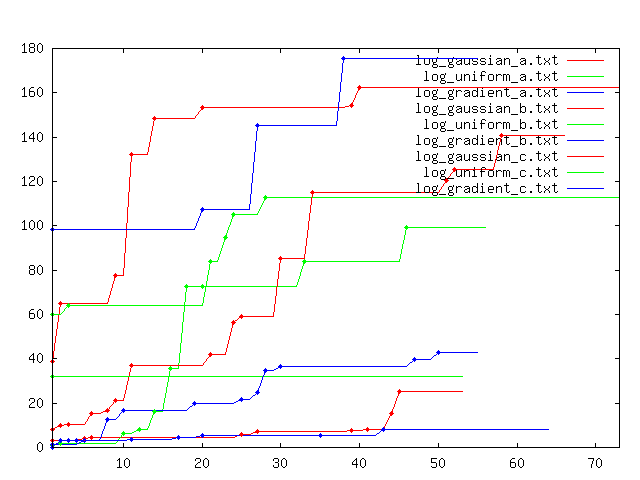 180
160
140
120
100
80
60
40
20
0
10 20 30 40 50 60 70
log_gaussian_a.txt
log_uniform_a.txt
log_gradient_a.txt
log_gaussian_b.txt
log_uniform_b.txt
log_gradient_b.txt
log_gaussian_c.txt
log_uniform_c.txt
log_gradient_c.txt